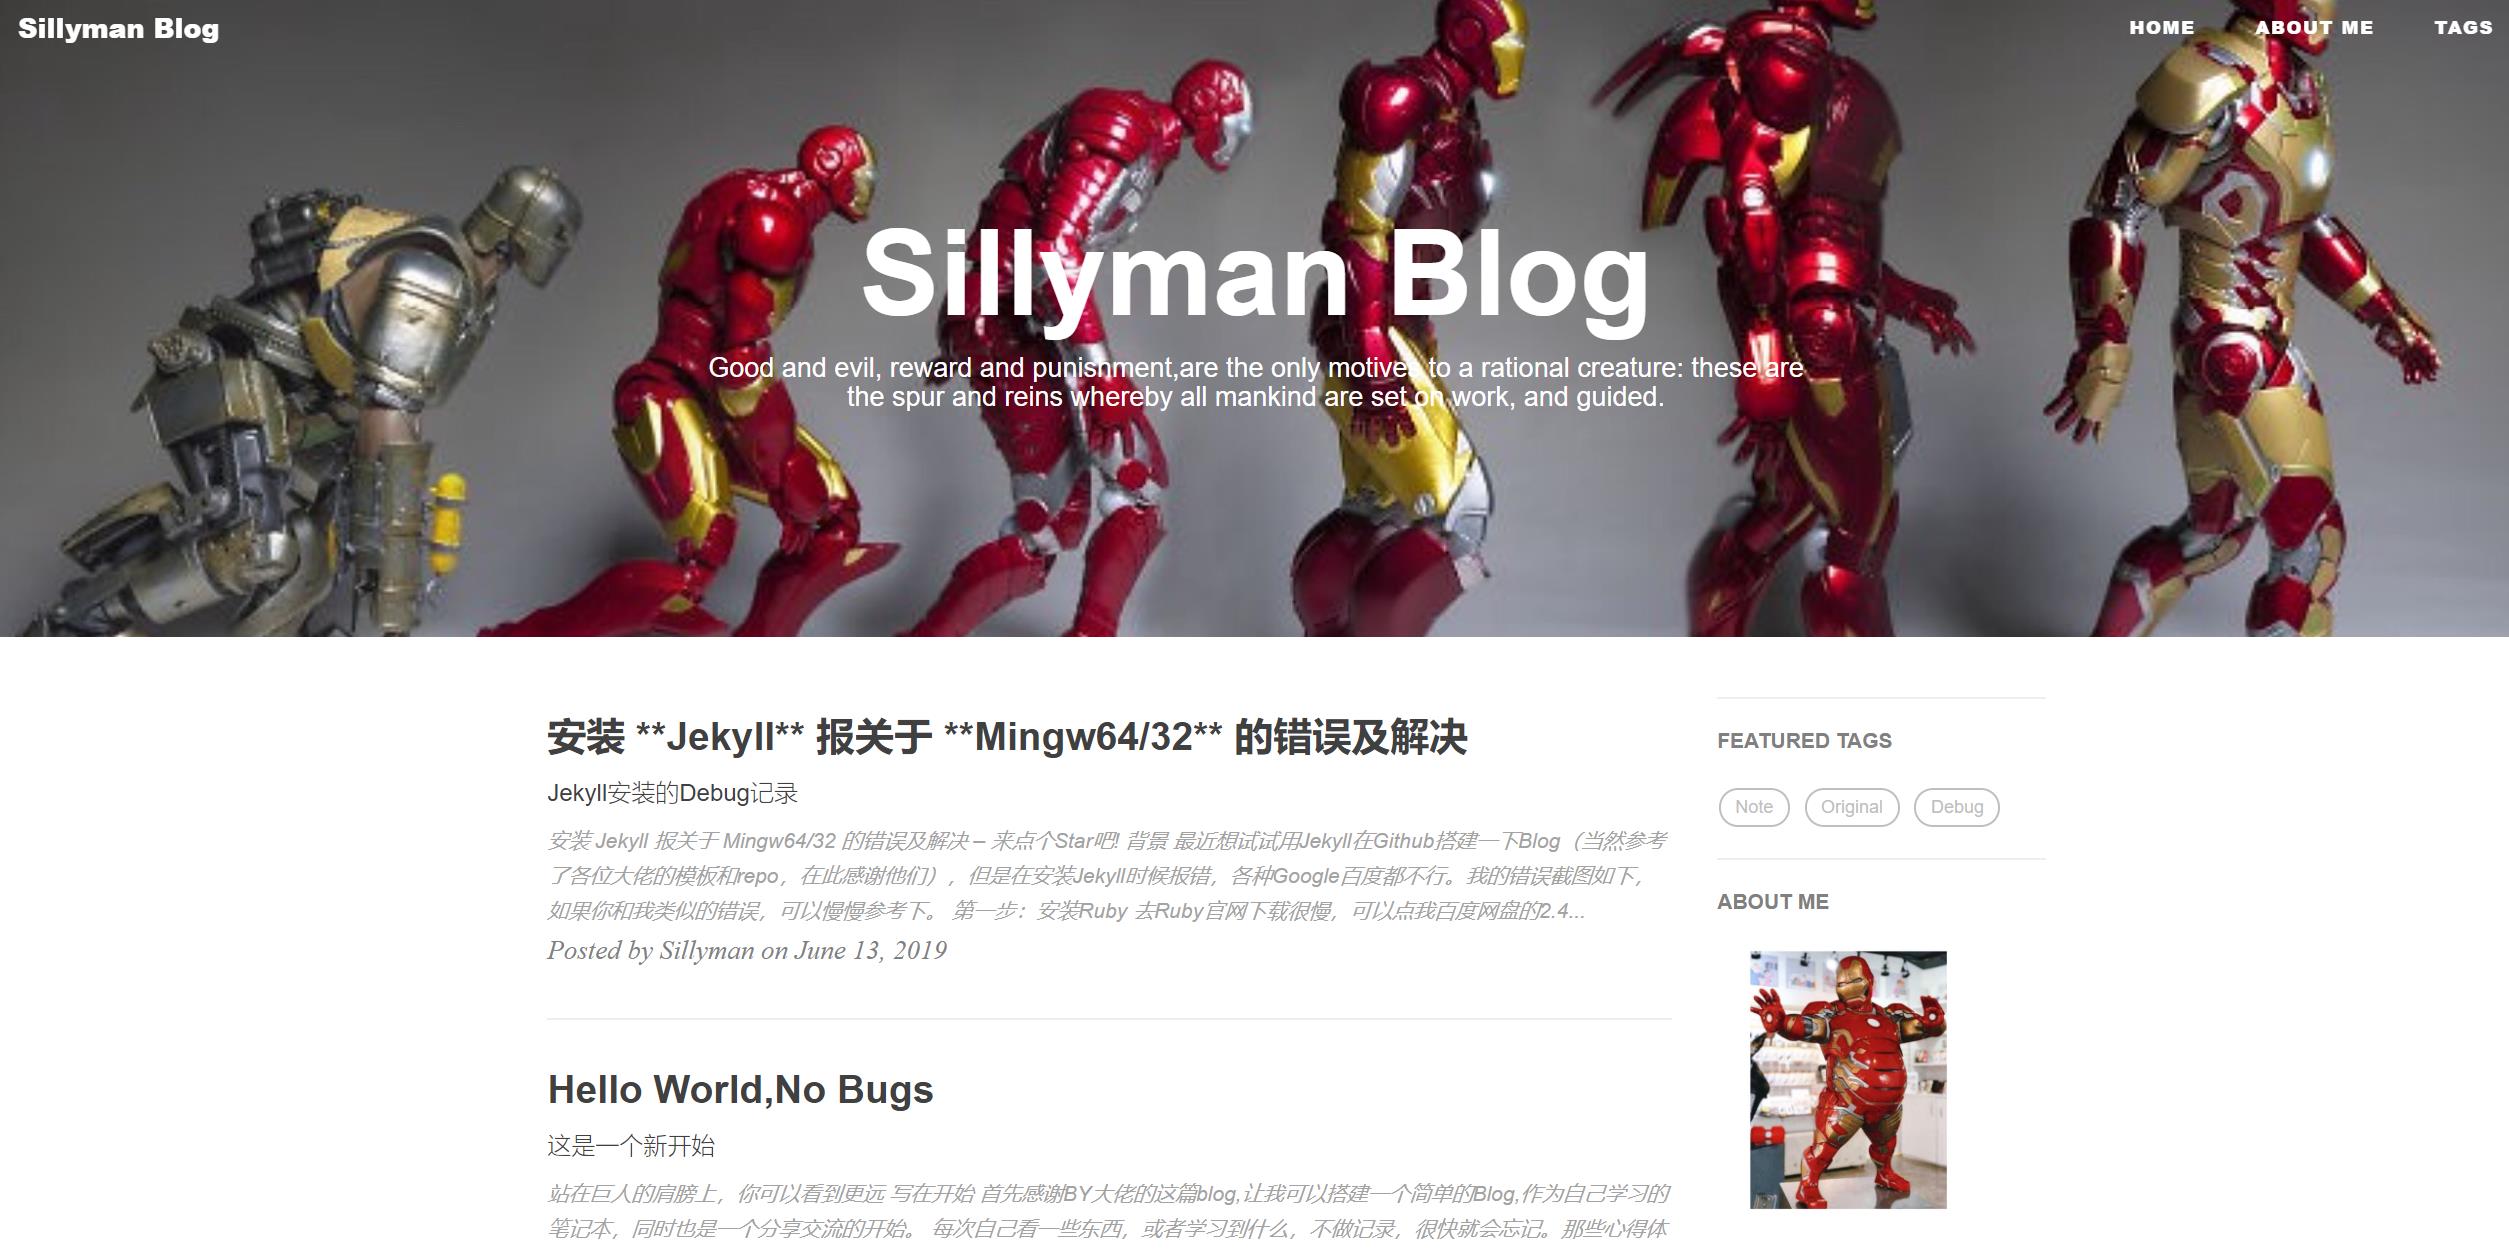 Sillyman Blog
HOME ABOUT ME TAGS
Sillyman Blog
Good and evil, reward and punishment,are the only motives to a rational creature: these are
the spur and reins whereby all mankind are set on work, and guided.
安装 **Jekyll** 报关于 **Mingw64/32** 的错误及解决
Jekyll安装的Debug记录
安装 Jekyll 报关于 Mingw64/32 的错误及解决 – 来点个Star吧! 背景 最近想试试用Jekyll在Github搭建一下Blog（当然参考
了各位大佬的模板和repo，在此感谢他们），但是在安装Jekyll时候报错，各种Google百度都不行。我的错误截图如下，
如果你和我类似的错误，可以慢慢参考下。 第一步：安装Ruby 去Ruby官网下载很慢，可以点我百度网盘的2.4...
Posted by Sillyman on June 13, 2019
Hello World,No Bugs
这是一个新开始
站在巨人的肩膀上，你可以看到更远 写在开始 首先感谢BY大佬的这篇blog,让我可以搭建一个简单的Blog,作为自己学习的
笔记本，同时也是一个分享交流的开始。 每次自己看一些东西，或者学习到什么，不做记录，很快就会忘记。那些心得体
FEATURED TAGS
Note Original Debug
ABOUT ME